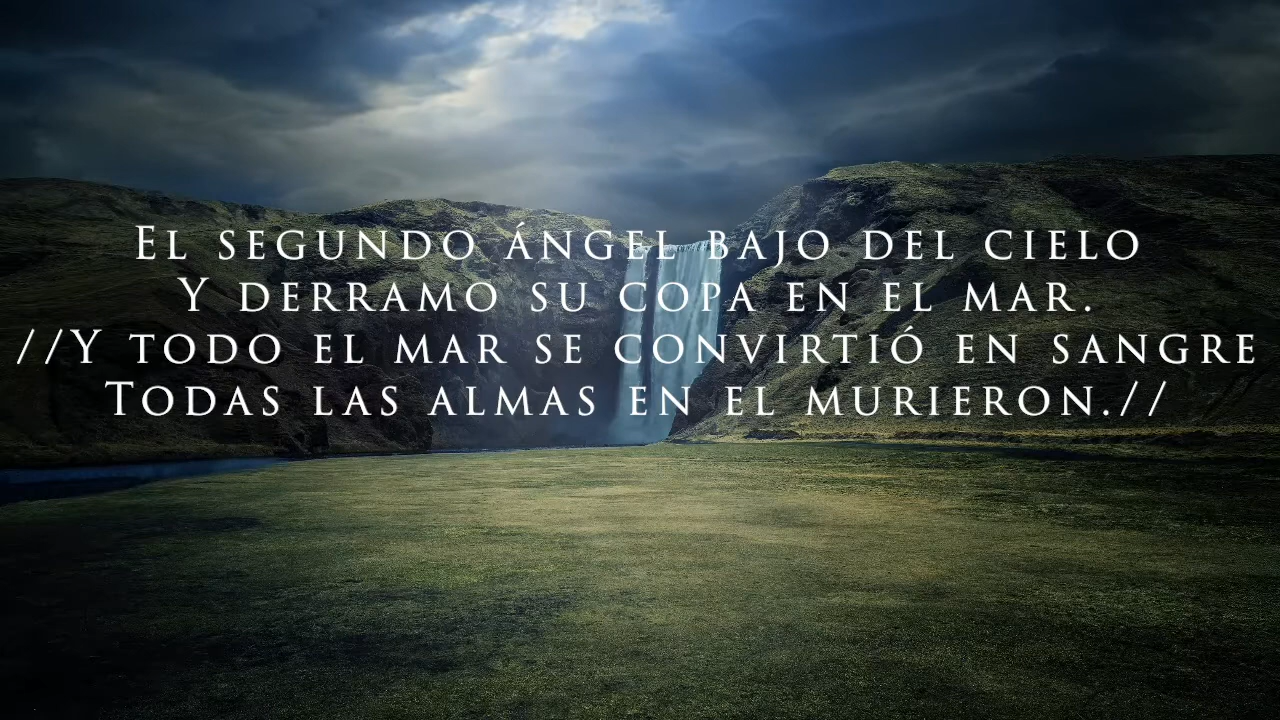 El segundo ángel bajo del cielo
Y derramo su copa en el mar.
//Y todo el mar se convirtió en sangre
Todas las almas en el murieron.//